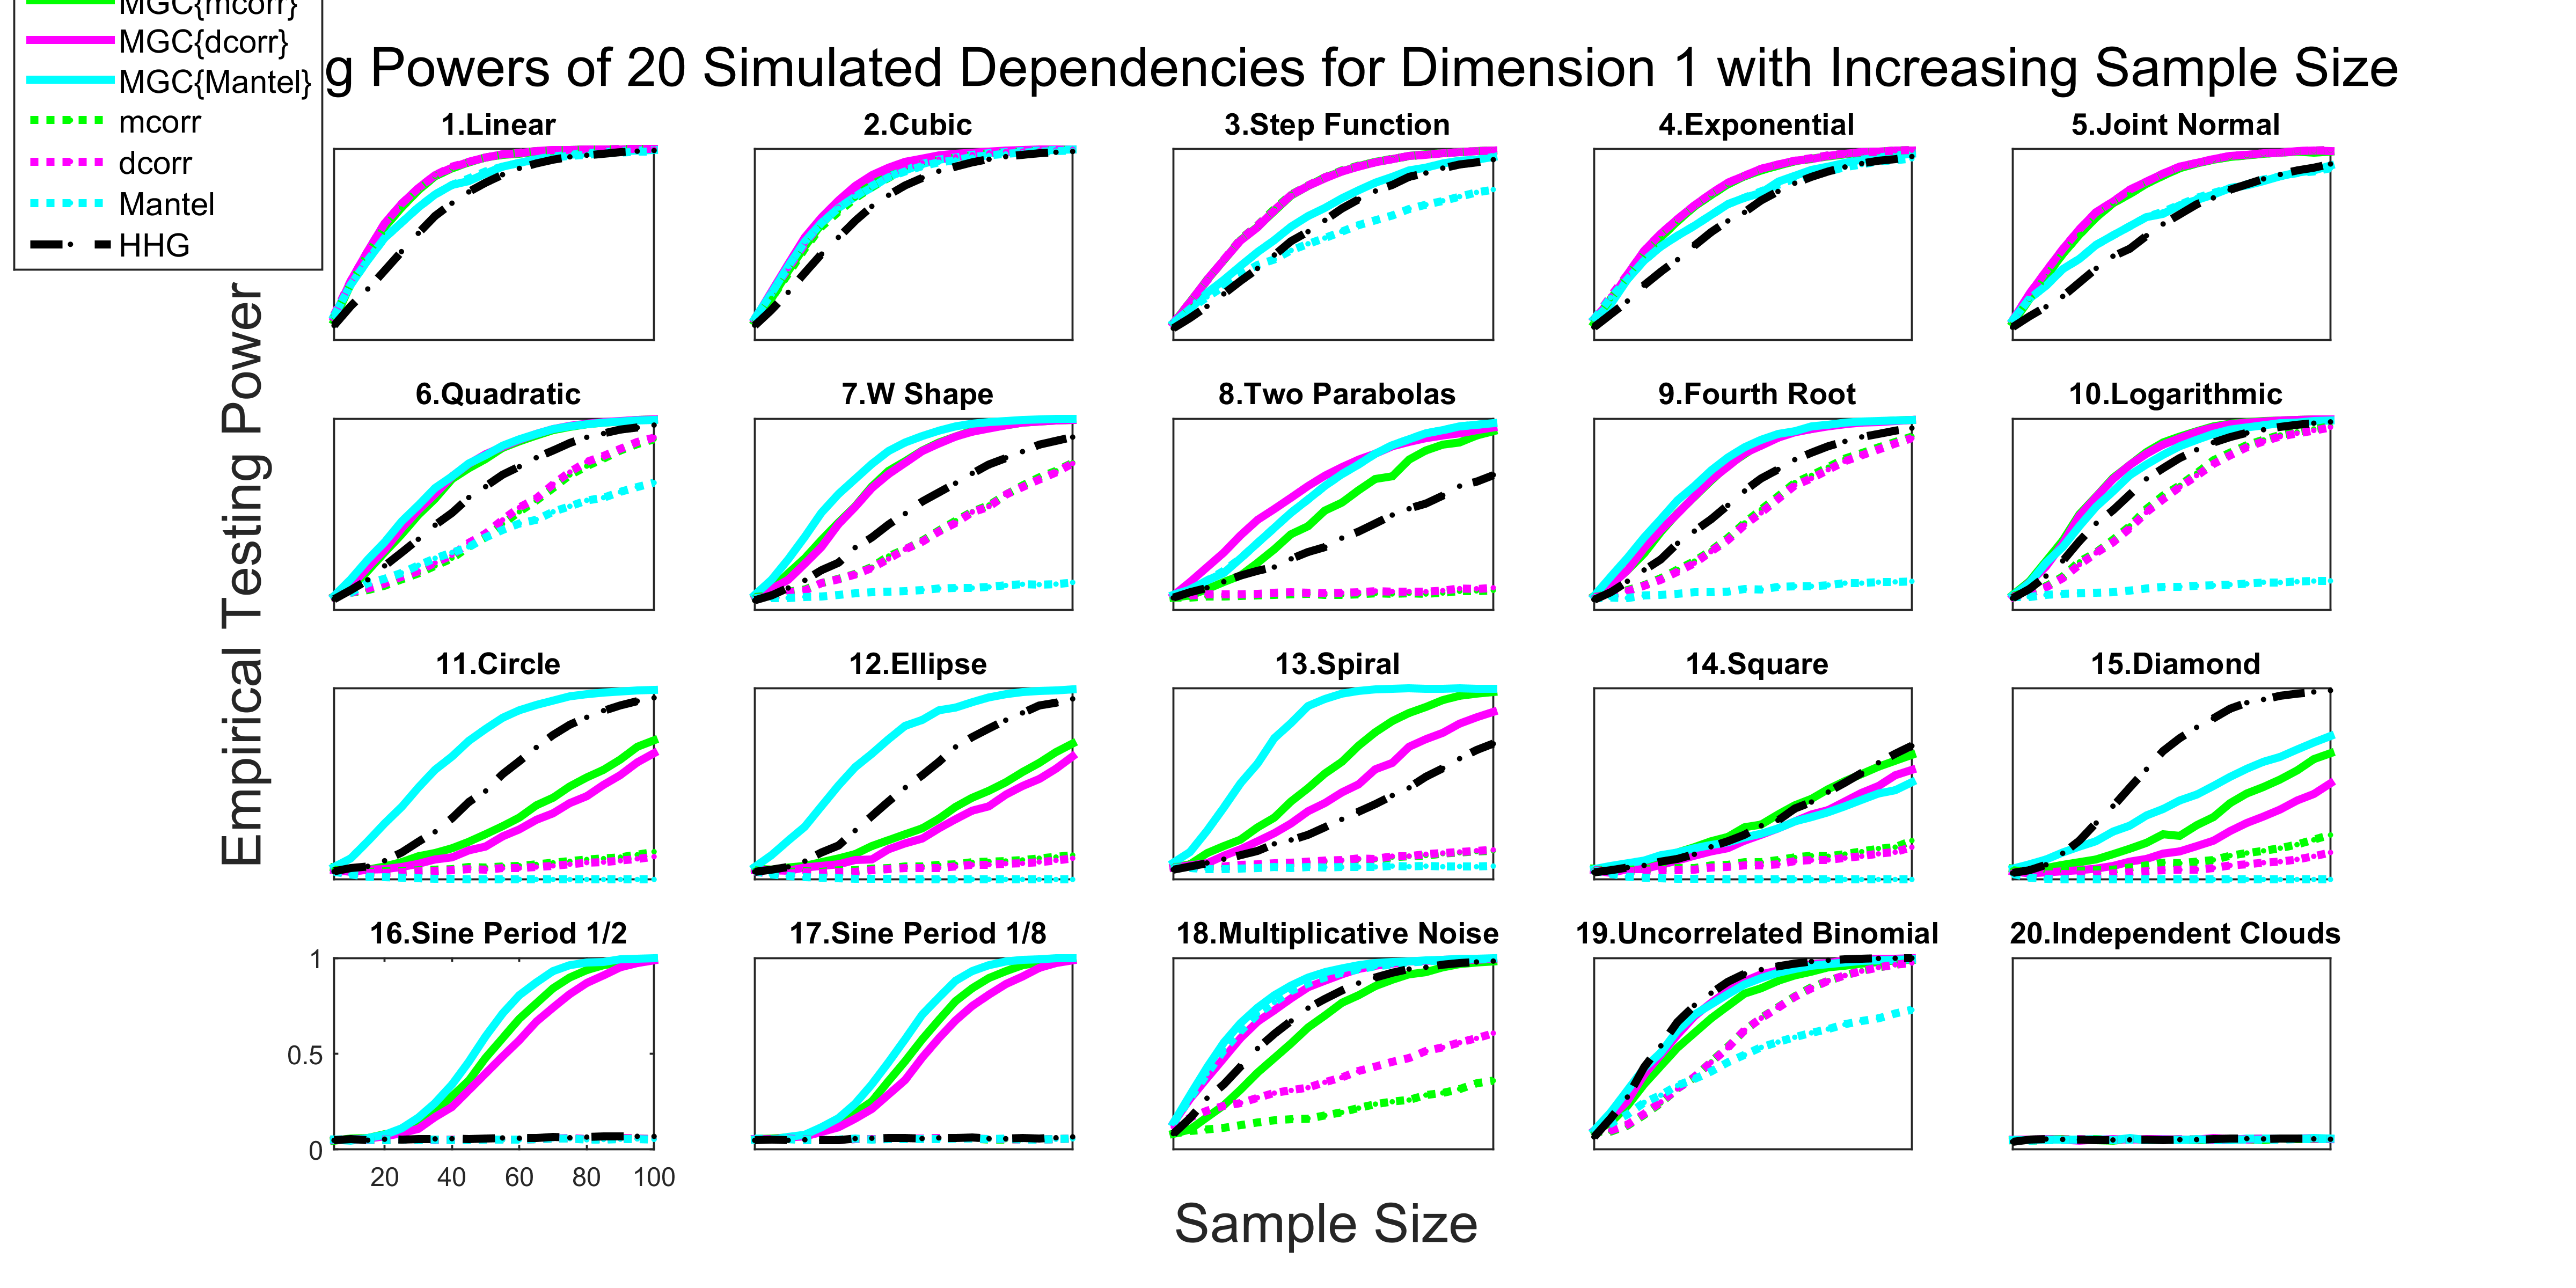 MGC{mcorr}
MGC{dcorr}
MGC{Mantel}
mcorr
dcorr
Mantel
HHG
g Powers of 20 Simulated Dependencies for Dimension 1 with Increasing Sample Size
1.Linear
2.Cubic
3.Step Function
4.Exponential
5.Joint Normal
6.Quadratic
7.W Shape
8.Two Parabolas
9.Fourth Root
10.Logarithmic
11.Circle
12.Ellipse
13.Spiral
14.Square
15.Diamond
16.Sine Period 1/2
17.Sine Period 1/8
18.Multiplicative Noise
19.Uncorrelated Binomial
20.Independent Clouds
1
0.5
0
20 40 60 80 100
Empirical Testing Power
Sample Size